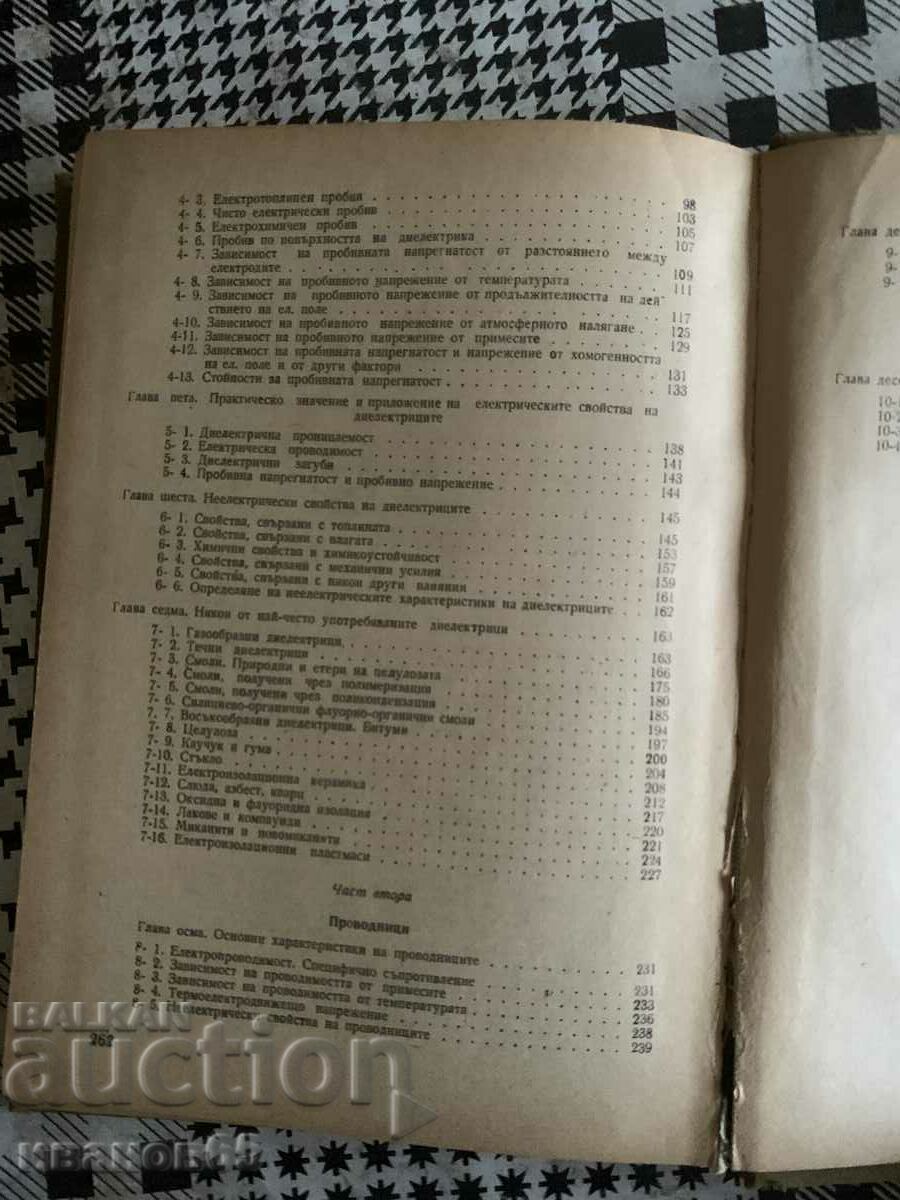 4- 3. Електротоплинен пробив 98
4- 4. Чисто електрически пробив 103
4- 5. Електрохимичен пробив 105
4- 6. Пробив по повърхността на диелектрика 107
4- 7. Зависимост на пробивната напрегнатост от разстоянието между
електродите 109
4- 8. Зависимост на пробивното напрежение от температурата 111
4- 9. Зависимост на пробивното напрежение от продължителността на дей
ствието на ел. поле 117
4-10. Зависимост на пробивното напрежение от атмосферното налягане 125
4-11. Зависимост на пробивното напрежение от примесите 129
4-12. Зависимост на пробивната напрегнатост и напрежение от хомогенността
на ел. поле и от други фактори 131
4-13. Стойности за пробивната напрегнатост 133
Глава пета. Практическо значение и приложение на електрическите свойства на
диелектриците
5- 1. Диелектрична проницаемост 138
5- 2. Електрическа проводимост 141
5- 3. Диелектрични загуби 143
5- 4. Пробивна напрегнатост и пробивно напрежение 144
Глава шеста. Неелектрически свойства на диелектриците 145
6- 1. Свойства, свързани с топлината 145
6- 2. Свойства, свързани с влагата 153
6- 3. Химични свойства и химикоустойчивост 157
6- 4. Свойства, свързани с механични усилия 159
6- 5. Свойства, свързани с някои други влияния 161
6- 6. Определяне на неелектрическите характеристики на диелектриците 162
Глава седма. Някои от най-често употребяваните диелектрици 163
7- 1. Газообразни диелектрици 163
7- 2. Течни диелектрици 166
7- 3. Смоли. Природни и етери на целулозата 175
7- 4. Смоли, получени чрез полимеризация 180
7- 5. Смоли, получени чрез поликондензация 185
7- 6. Силициево-органични флуорно-органични смоли 194
7. 7. Восъкообразни диелектрици. Битуми 197
7- 8. Целулоза 200
7- 9. Каучук и гума 204
7-10. Стъкло 208
7-11. Електроизолационна керамика 212
7-12. Слюда, азбест, кварц 217
7-13. Оксидна и флуоридна изолация 220
7-14. Лакове и компаунди 221
7-15. Миканити и новомиканити 224
7-16. Електроизолационни пластмаси 227
Част втора
Проводници
Глава осма. Основни характеристики на проводниците 231
8- 1. Електропроводимост. Специфично съпротивление 231
8- 2. Зависимост на проводимостта от примесите 233
8- 3. Зависимост на проводимостта от температурата 236
8- 4. Термоелектродвижещо напрежение 238
8- 5. Неелектрически свойства на проводниците 239
262
Глава де
9-
9-
9-
Глава десе
10-1
10-2
10-3
10-4
BALKAN
auction
иванов65